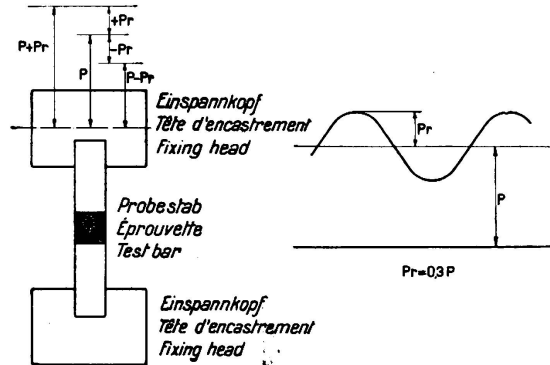 +Pr
P+Pr
P
-Pr
P-Pr
Einspannkopf
Tête d'encastrement
Fixing head
Probestab
Éprouvette
Test bar
Einspannkopf
Tête d'encastrement
Fixing head
Pr
P
Pr=0,3P